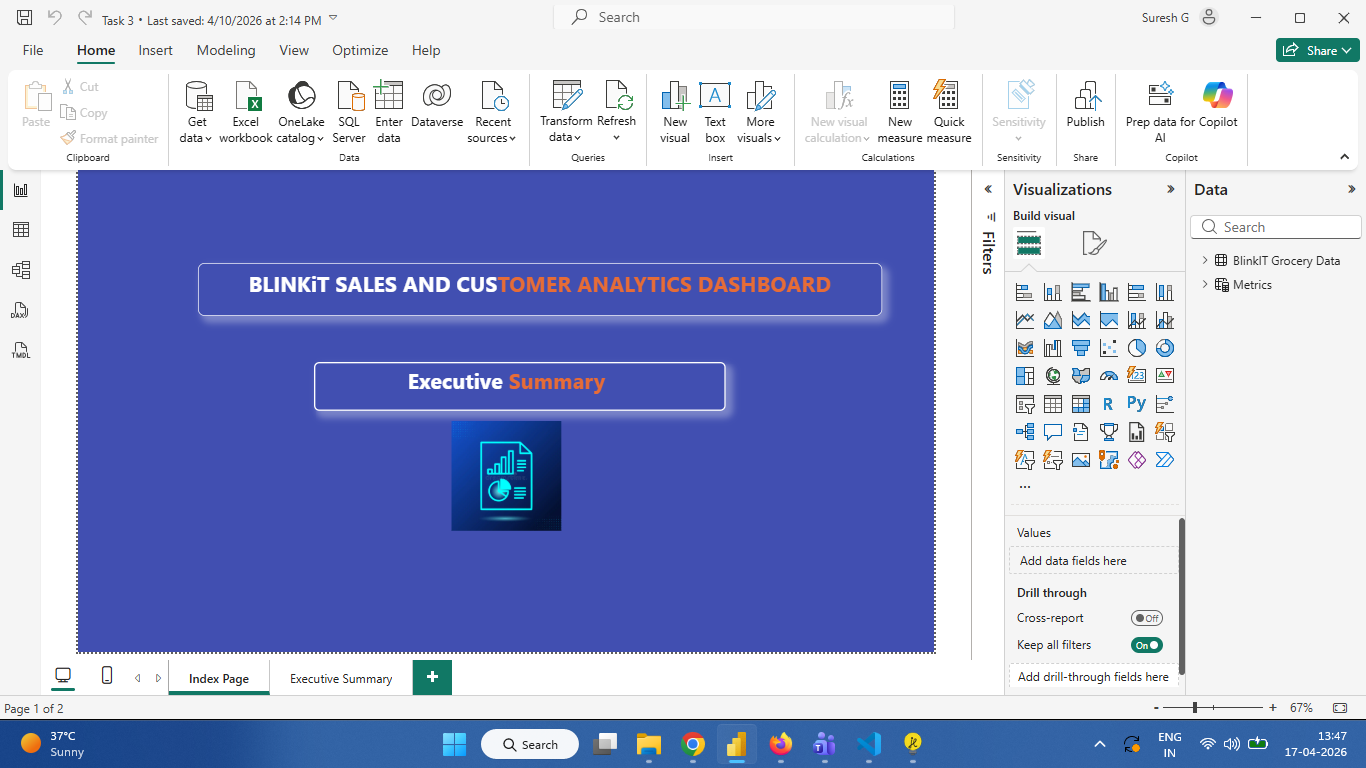 Task 3 • Last saved: 4/10/2026 at 2:14 PM
Search
Suresh G
File
Home
Insert
Modeling
View
Optimize
Help
Share
Paste
Cut
Copy
Format painter
Clipboard
Get data
Excel workbook
OneLake catalog
SQL Server
Enter data
Dataverse
Recent sources
Data
Transform data
Refresh
Queries
New visual
Text box
More visuals
Insert
New visual calculation
New measure
Quick measure
Calculations
Sensitivity
Sensitivity
Publish
Share
Prep data for AI
Copilot
Copilot
DAX
TMDL
BLINKiT SALES AND CUSTOMER ANALYTICS DASHBOARD
Executive Summary
Filters
Visualizations
Build visual
123
R
Py
...
Values
Add data fields here
Drill through
Cross-report
Off
Keep all filters
On
Add drill-through fields here
Data
Search
BlinkIT Grocery Data
Metrics
Index Page
Executive Summary
+
Page 1 of 2
- + 67%
37°C
Sunny
Search
ENG
IN
13:47
17-04-2026